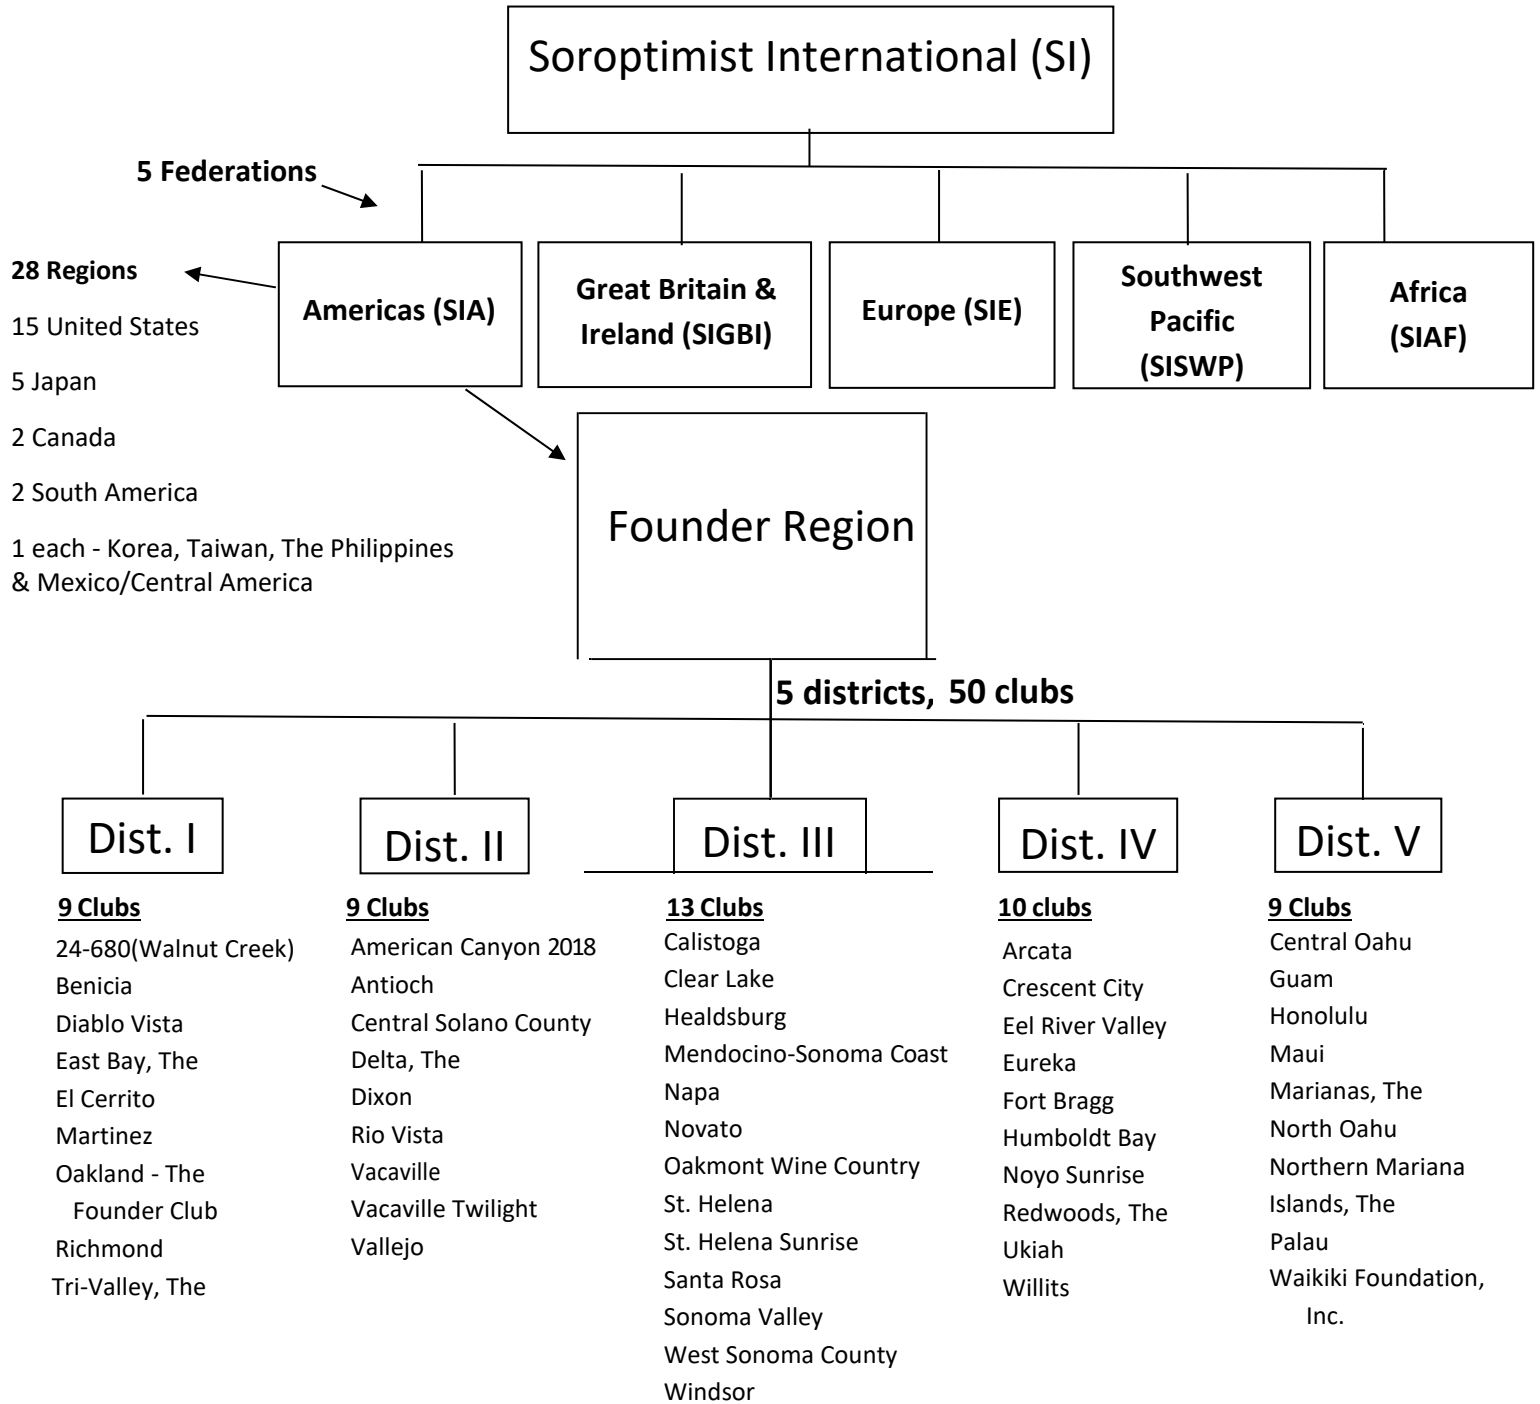 Soroptimist International (SI)
5 Federations
28 Regions
15 United States
5 Japan
2 Canada
2 South America
1 each - Korea, Taiwan, The Philippines
& Mexico/Central America
Americas (SIA)
Great Britain &
Ireland (SIGBI)
Europe (SIE)
Southwest
Pacific
(SISWP)
Africa
(SIAF)
Founder Region
5 districts, 50 clubs
Dist. I
9 Clubs
24-680(Walnut Creek)
Benicia
Diablo Vista
East Bay, The
El Cerrito
Martinez
Oakland - The
Founder Club
Richmond
Tri-Valley, The
Dist. II
9 Clubs
American Canyon 2018
Antioch
Central Solano County
Delta, The
Dixon
Rio Vista
Vacaville
Vacaville Twilight
Vallejo
Dist. III
13 Clubs
Calistoga
Clear Lake
Healdsburg
Mendocino-Sonoma Coast
Napa
Novato
Oakmont Wine Country
St. Helena
St. Helena Sunrise
Santa Rosa
Sonoma Valley
West Sonoma County
Windsor
Dist. IV
10 clubs
Arcata
Crescent City
Eel River Valley
Eureka
Fort Bragg
Humboldt Bay
Noyo Sunrise
Redwoods, The
Ukiah
Willits
Dist. V
9 Clubs
Central Oahu
Guam
Honolulu
Maui
Marianas, The
North Oahu
Northern Mariana
Islands, The
Palau
Waikiki Foundation,
Inc.